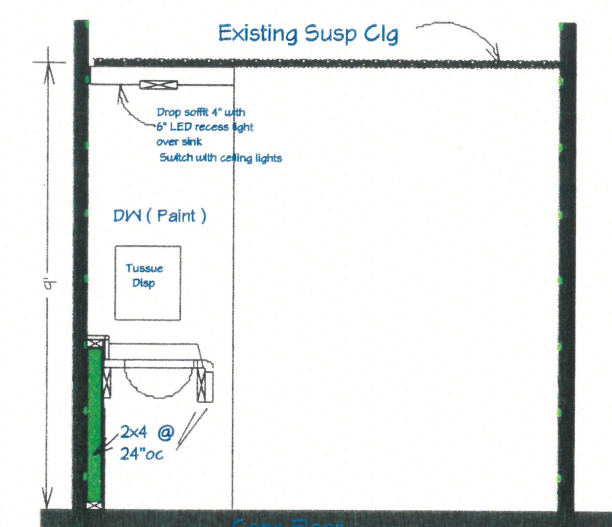 Existing Susp Clg
Drop soffit 4" with
6" LED recess light
over sink
Switch with ceiling lights
DW ( Paint )
Tussue
Disp
9'
2x4 @
24"oc